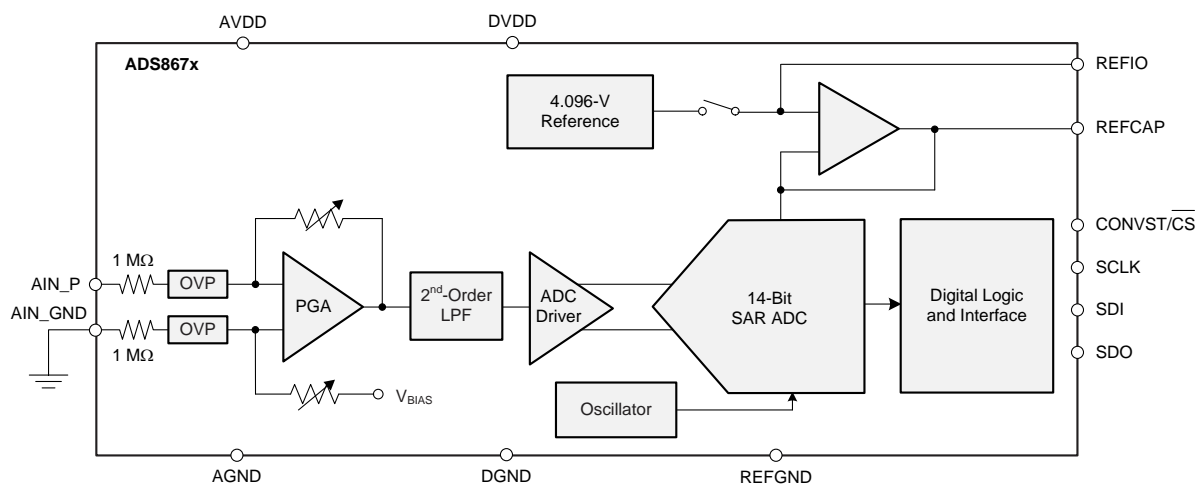 AVDD
DVDD
ADS867x
REFIO
4.096-V
Reference
REFCAP
CONVST/CS
1 MΩ
OVP
AIN_P
PGA
2nd-Order
LPF
ADC
Driver
14-Bit
SAR ADC
Digital Logic
and Interface
SCLK
AIN_GND
OVP
SDI
1 MΩ
SDO
VBIAS
Oscillator
AGND
DGND
REFGND